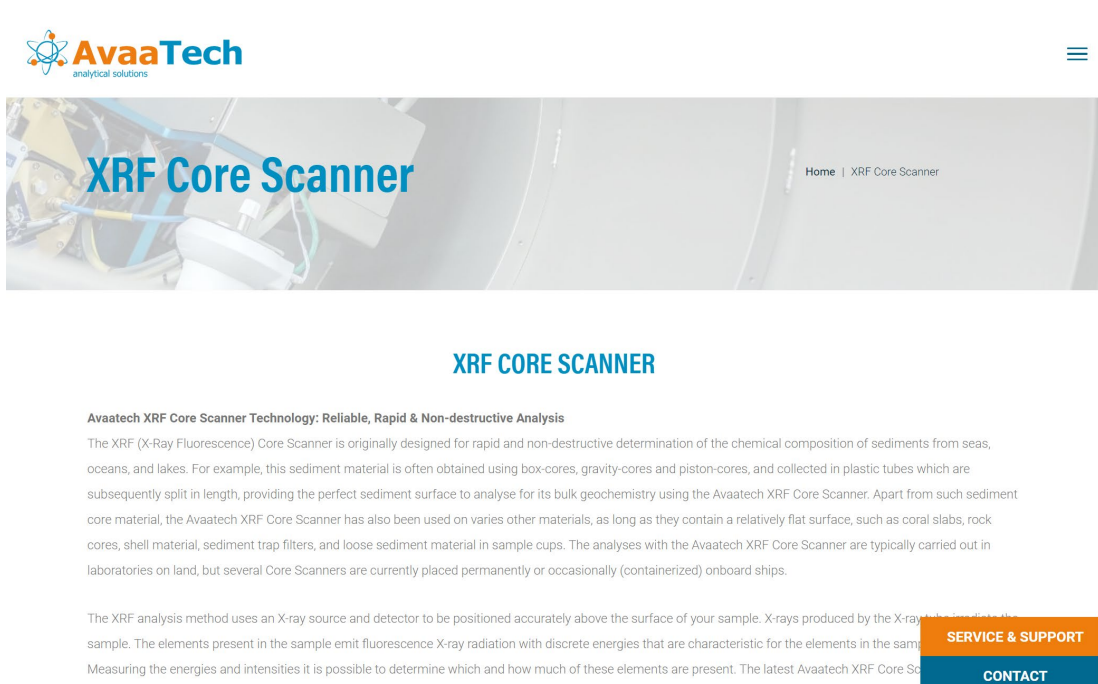 AvaaTech
analytical solutions
XRF Core Scanner
Home | XRF Core Scanner
XRF CORE SCANNER
Avaatech XRF Core Scanner Technology: Reliable, Rapid & Non-destructive Analysis
The XRF (X-Ray Fluorescence) Core Scanner is originally designed for rapid and non-destructive determination of the chemical composition of sediments from seas,
oceans, and lakes. For example, this sediment material is often obtained using box-cores, gravity-cores and piston-cores, and collected in plastic tubes which are
subsequently split in length, providing the perfect sediment surface to analyse for its bulk geochemistry using the Avaatech XRF Core Scanner. Apart from such sediment
core material, the Avaatech XRF Core Scanner has also been used on varies other materials, as long as they contain a relatively flat surface, such as coral slabs, rock
cores, shell material, sediment trap filters, and loose sediment material in sample cups. The analyses with the Avaatech XRF Core Scanner are typically carried out in
laboratories on land, but several Core Scanners are currently placed permanently or occasionally (containerized) onboard ships.
The XRF analysis method uses an X-ray source and detector to be positioned accurately above the surface of your sample. X-rays produced by the X-ray
sample. The elements present in the sample emit fluorescence X-ray radiation with discrete energies that are characteristic for the elements in the
Measuring the energies and intensities it is possible to determine which and how much of these elements are present. The latest Avaatech XRF Core
SERVICE & SUPPORT
CONTACT